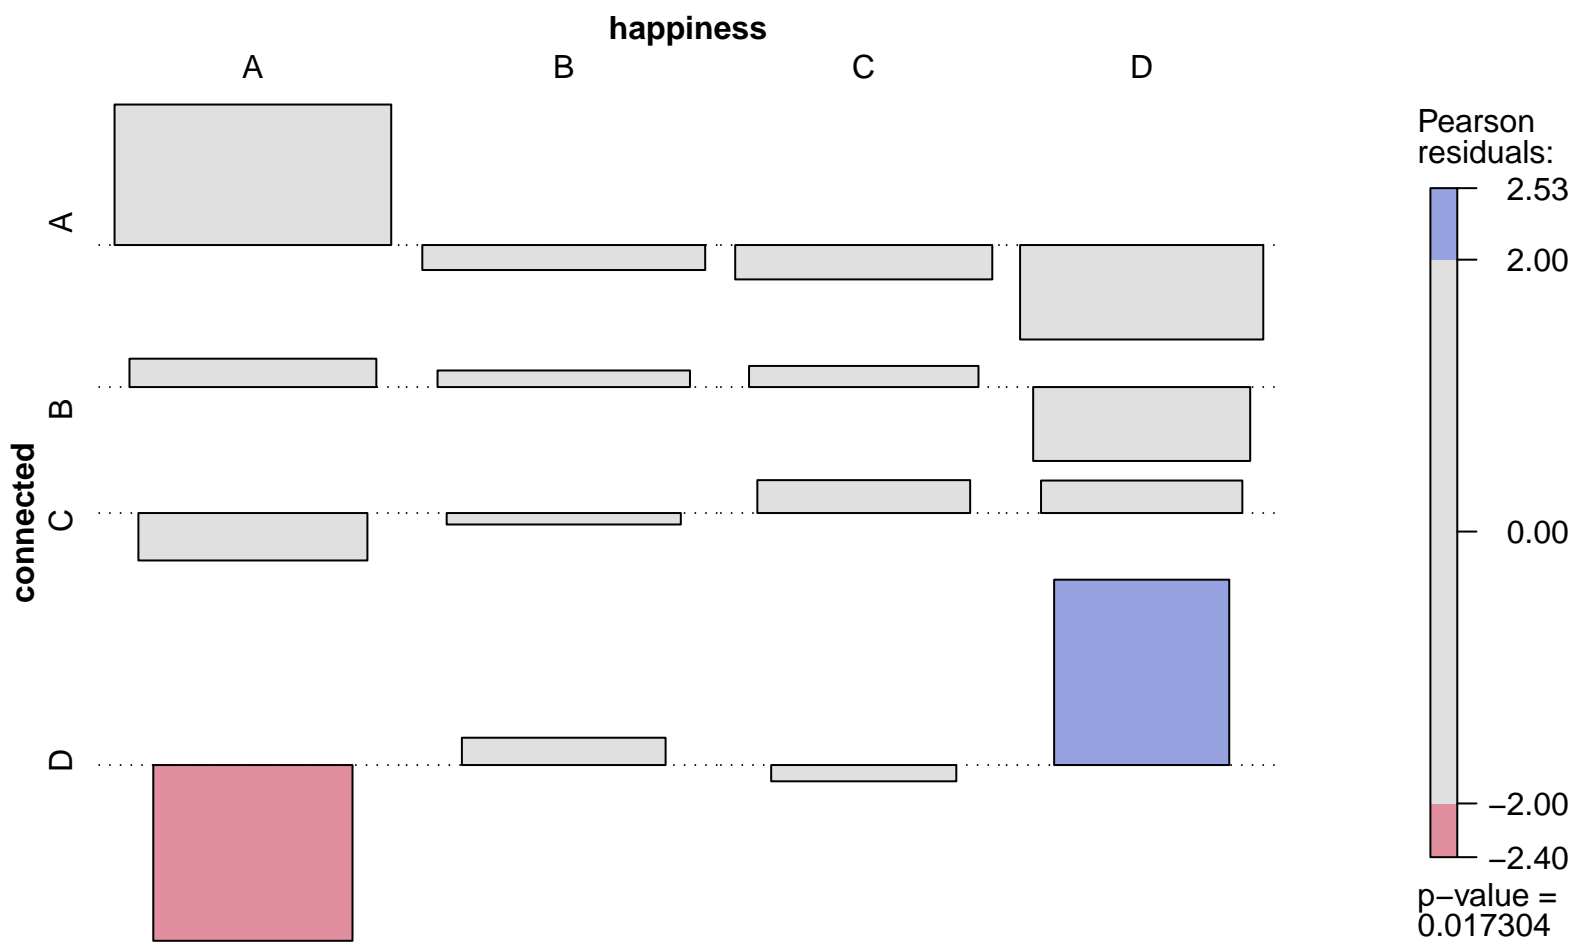 happiness
A B C D
connected
A
B
C
D
Pearson
residuals:
2.53
2.00
0.00
−2.00
−2.40
p−value =
0.017304